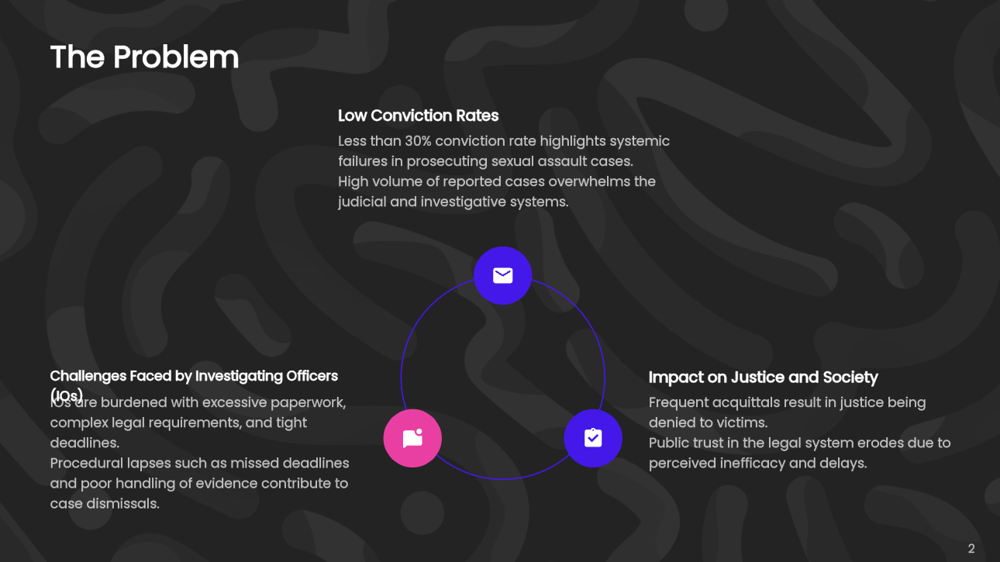 The Problem
Low Conviction Rates
Less than 30% conviction rate highlights systemic
failures in prosecuting sexual assault cases.
High volume of reported cases overwhelms the
judicial and investigative systems.
Challenges Faced by Investigating Officers
(IOs)
IOs are burdened with excessive paperwork,
complex legal requirements, and tight
deadlines.
Procedural lapses such as missed deadlines
and poor handling of evidence contribute to
case dismissals.
Impact on Justice and Society
Frequent acquittals result in justice being
denied to victims.
Public trust in the legal system erodes due to
perceived inefficacy and delays.
2